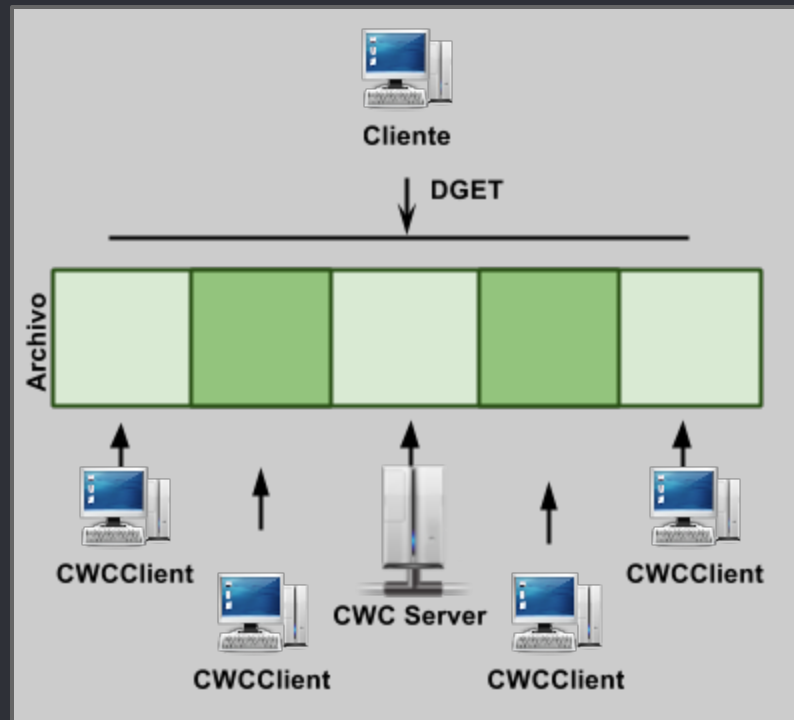 Cliente
DGET
Archivo
CWCClient
CWCClient
CWC Server
CWCClient
CWCClient